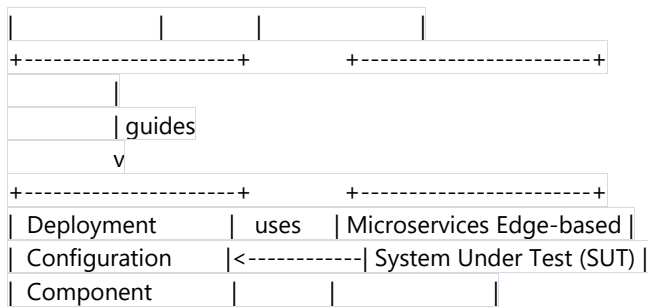 |                    |            |                     |
+----------------------+          +-----------------------+
              |
              | guides
              v
+----------------------+          +-----------------------+
|  Deployment          |   uses    | Microservices Edge-based |
|  Configuration       |<------------| System Under Test (SUT) |
|  Component           |            |                     |